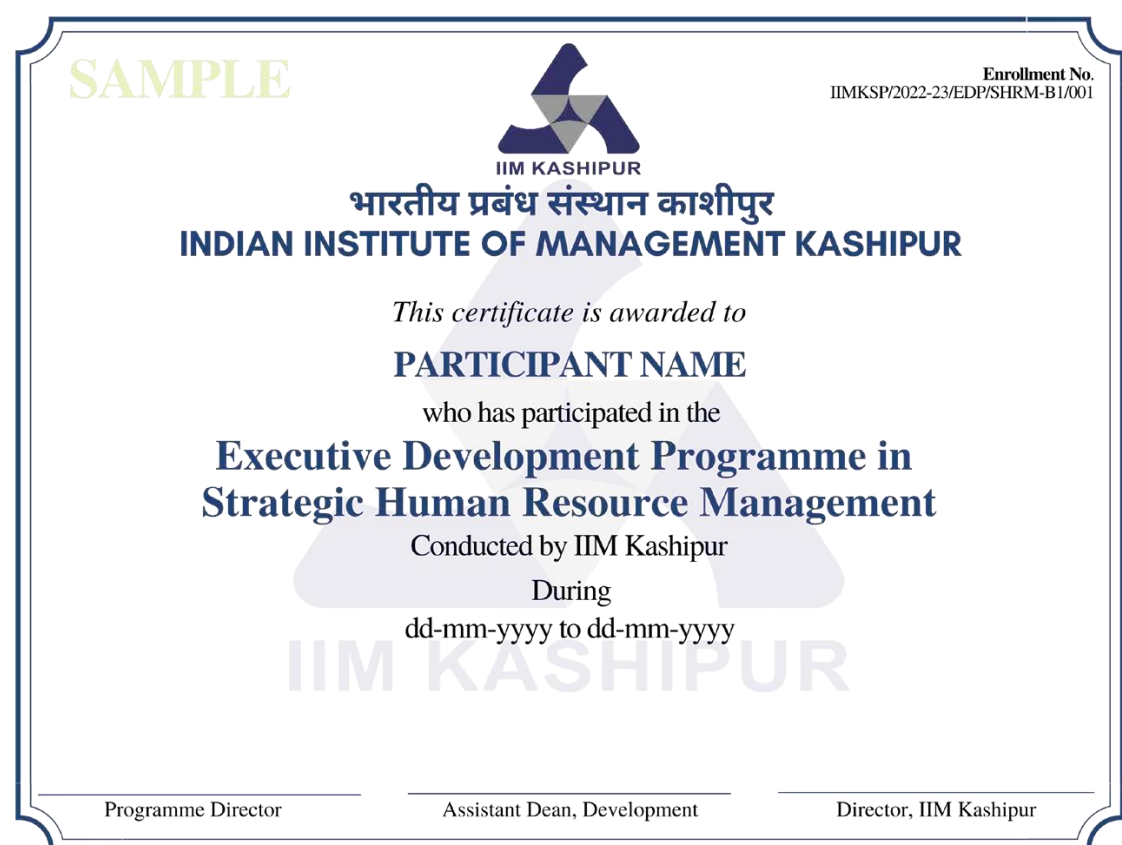 SAMPLE
Enrollment No.
IIMKSP/2022-23/EDP/SHRM-B1/001
IIM KASHIPUR
भारतीय प्रबंध संस्थान काशीपुर
INDIAN INSTITUTE OF MANAGEMENT KASHIPUR
This certificate is awarded to
PARTICIPANT NAME
who has participated in the
Executive Development Programme in
Strategic Human Resource Management
Conducted by IIM Kashipur
During
dd-mm-yyyy to dd-mm-yyyy
IIM KASHIPUR
Programme Director
Assistant Dean, Development
Director, IIM Kashipur